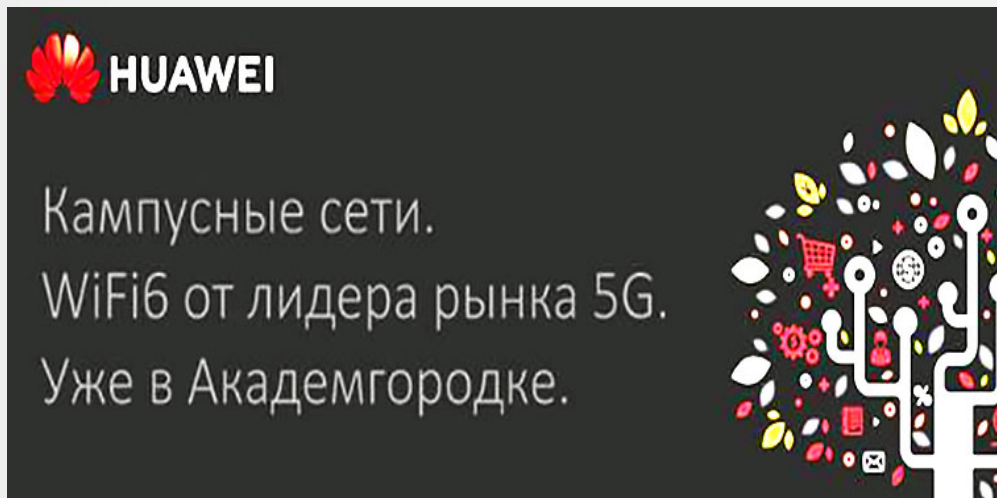 HUAWEI
Кампусные сети.
WiFi6 от лидера рынка 5G.
Уже в Академгородке.